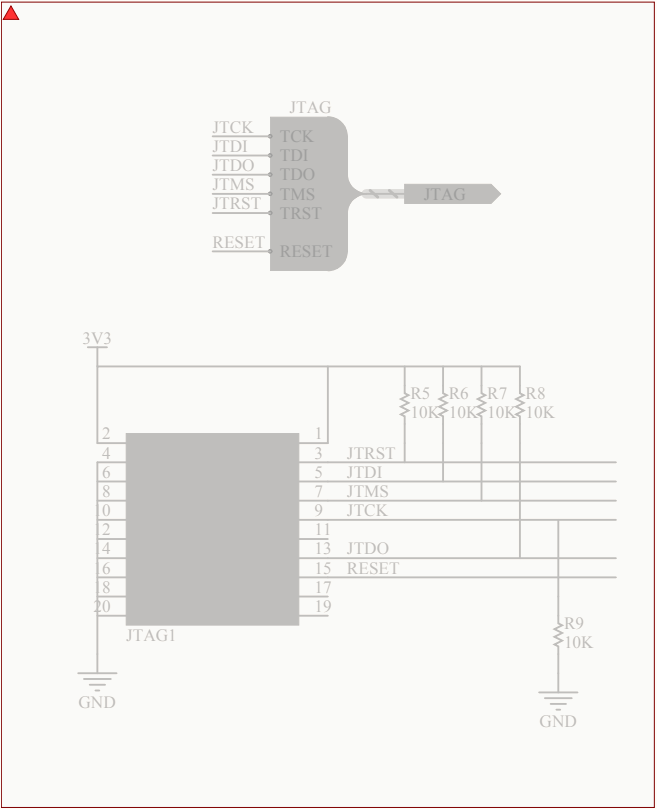 JTAG
JTCK TCK
JTDI TDI
JTDO TDO
JTAG
JTMS TMS
JTRST TRST
RESET RESET
3V3
R5 R6 R7 R8
10K 10K 10K 10K
2 1
4 3 JTRST
6 5 JTDI
8 7 JTMS
0 9 JTCK
2 11
4 13 JTDO
6 15 RESET
8 17
20 19
R9
JTAG1
10K
GND
GND